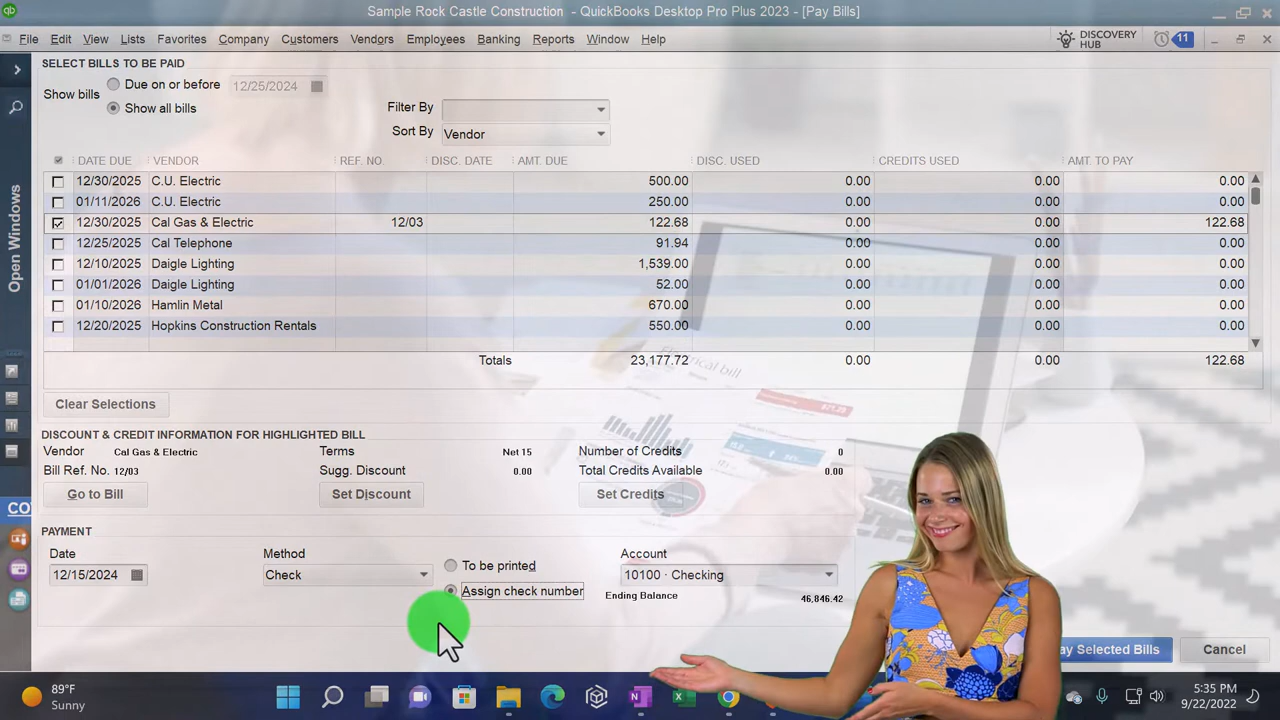 Sample Rock Castle Construction - QuickBooks Desktop Pro Plus 2023 - [Pay Bills]
File Edit View Lists Favorites Company Customers Vendors Employees Banking Reports Window Help DISCOVERY HUB 11
SELECT BILLS TO BE PAID
Show bills Due on or before 12/25/2024
Show all bills
Filter By
Sort By Vendor
DATE DUE VENDOR REF. NO. DISC. DATE AMT. DUE DISC. USED CREDITS USED AMT. TO PAY
12/30/2025 C.U. Electric 500.00 0.00 0.00 0.00
01/11/2026 C.U. Electric 250.00 0.00 0.00 0.00
12/30/2025 Cal Gas & Electric 12/03 122.68 0.00 0.00 122.68
12/25/2025 Cal Telephone 91.94 0.00 0.00 0.00
12/10/2025 Daigle Lighting 1,539.00 0.00 0.00 0.00
01/01/2026 Daigle Lighting 52.00 0.00 0.00 0.00
01/10/2026 Hamlin Metal 670.00 0.00 0.00 0.00
12/20/2025 Hopkins Construction Rentals 550.00 0.00 0.00 0.00
Totals 23,177.72 0.00 0.00 122.68
Open Windows
Clear Selections
DISCOUNT & CREDIT INFORMATION FOR HIGHLIGHTED BILL
Vendor Cal Gas & Electric Terms Net 15 Number of Credits 0
Bill Ref. No. 12/03 Sugg. Discount 0.00 Total Credits Available 0.00
Go to Bill Set Discount Set Credits
PAYMENT
Date Method Account
12/15/2024 Check To be printed 10100 · Checking
Assign check number Ending Balance 46,846.42
Pay Selected Bills Cancel
89°F
Sunny
5:35 PM
9/22/2022